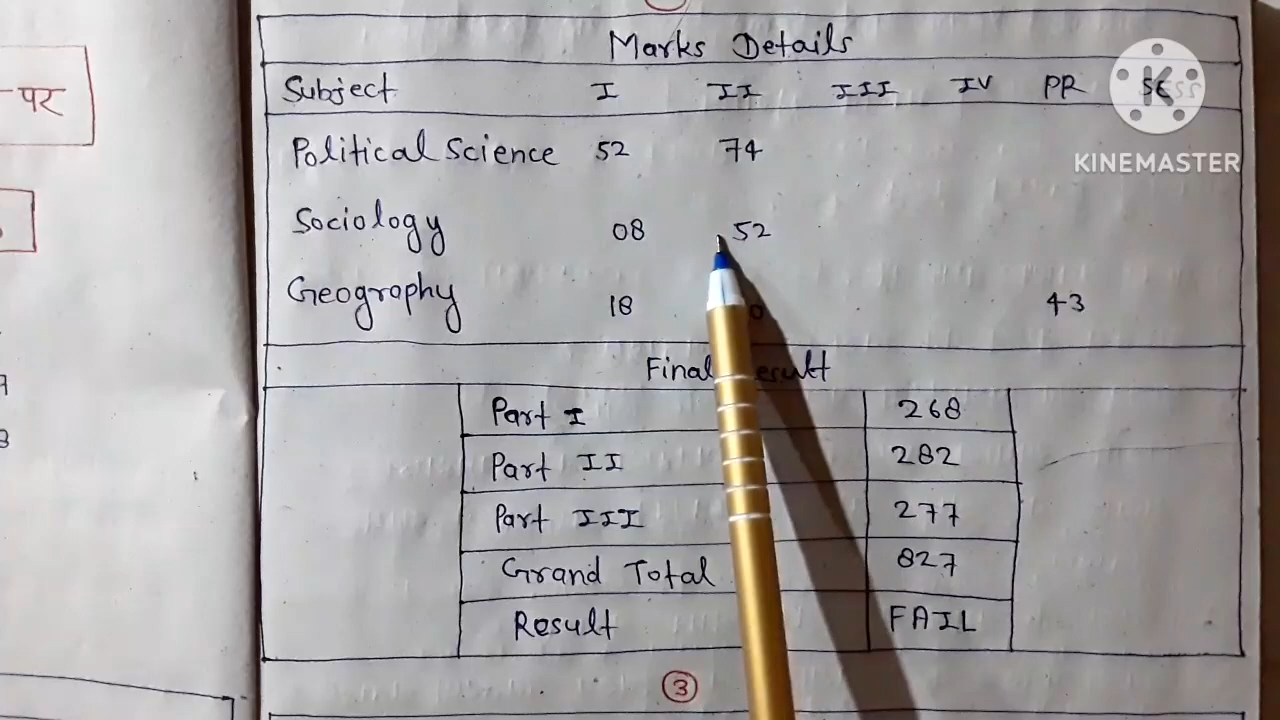 पर
Marks Details
Subject I II III IV PR
KINEMASTER
Political Science 52 74
Sociology 08 52
Geography 18 43
Final Result
Part I 268
Part II 282
Part III 277
Grand Total 827
Result FAIL
3